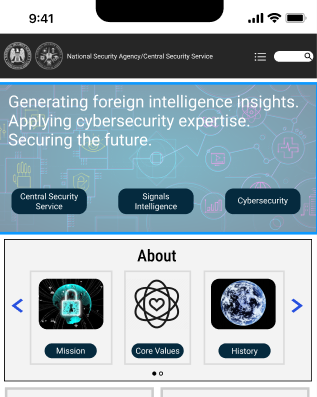 9:41
National Security Agency/Central Security Service
Generating foreign intelligence insights.
Applying cybersecurity expertise.
Securing the future.
Central Security
Service
Signals
Intelligence
Cybersecurity
About
Mission
Core Values
History